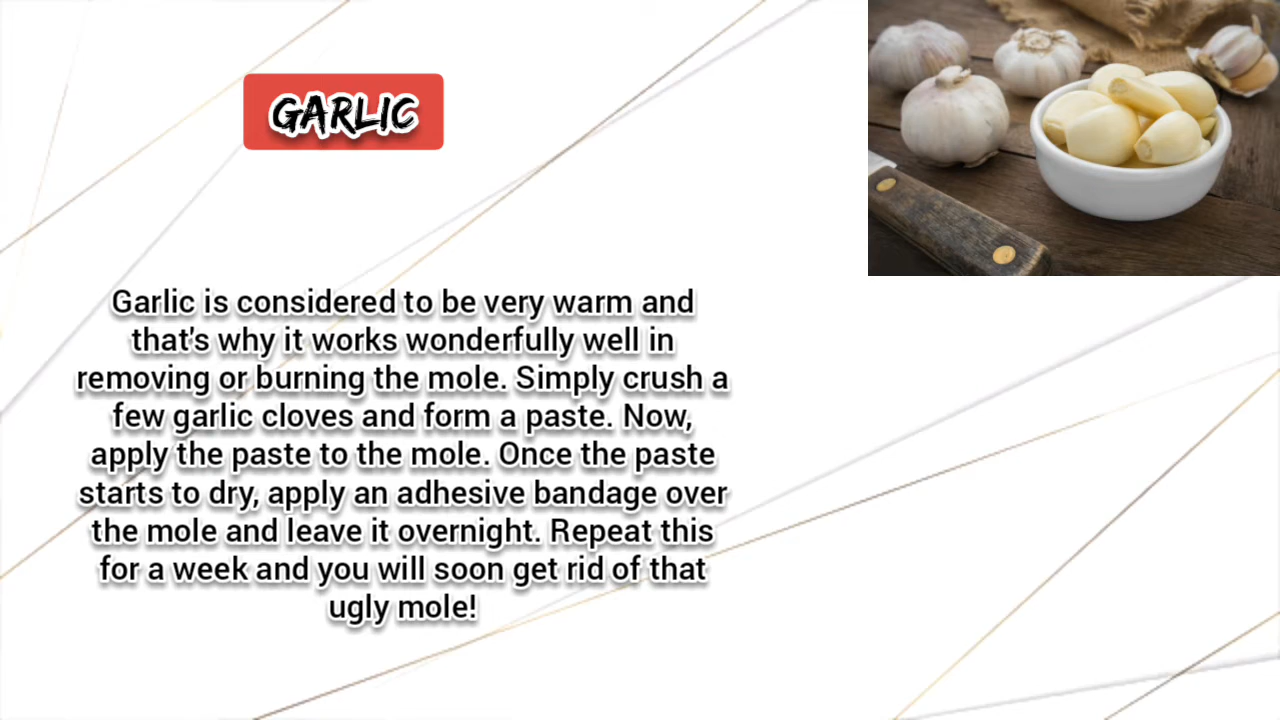 GARLIC
Garlic is considered to be very warm and
that's why it works wonderfully well in
removing or burning the mole. Simply crush a
few garlic cloves and form a paste. Now,
apply the paste to the mole. Once the paste
starts to dry, apply an adhesive bandage over
the mole and leave it overnight. Repeat this
for a week and you will soon get rid of that
ugly mole!